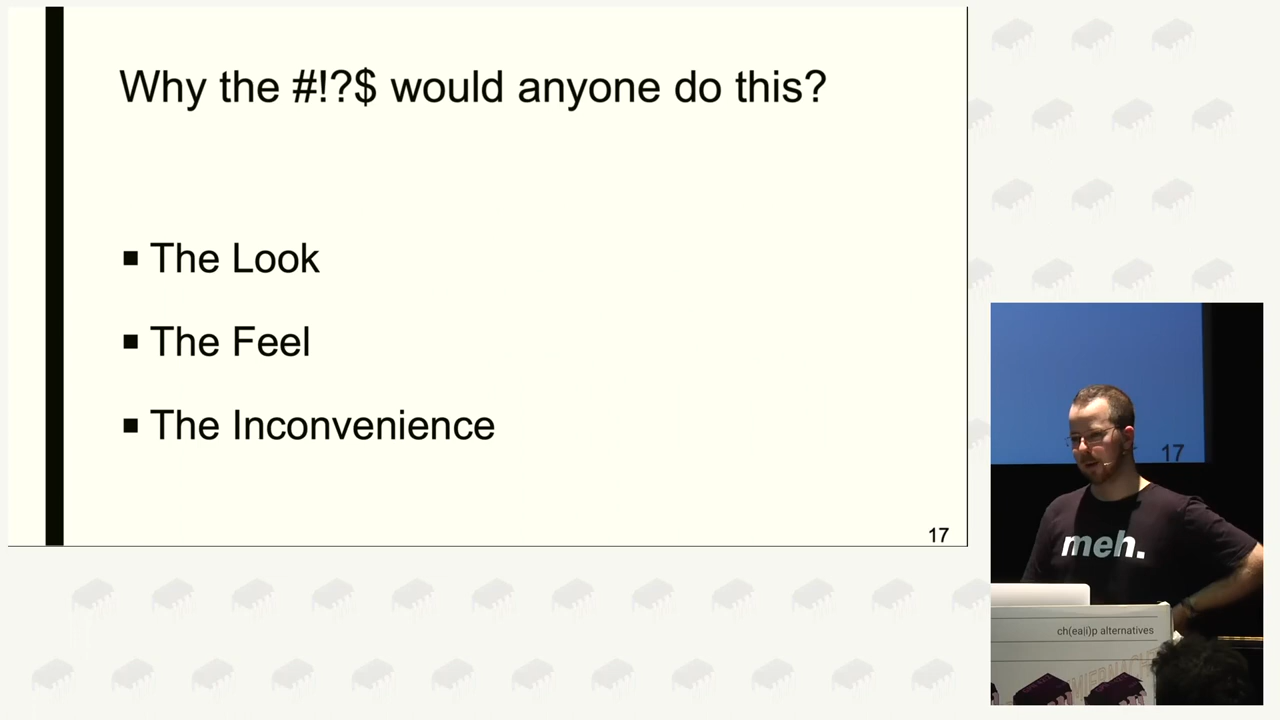 Why the #!?$ would anyone do this?
▪ The Look
▪ The Feel
▪ The Inconvenience
17
17
meh.
ch(ea|i)p alternatives